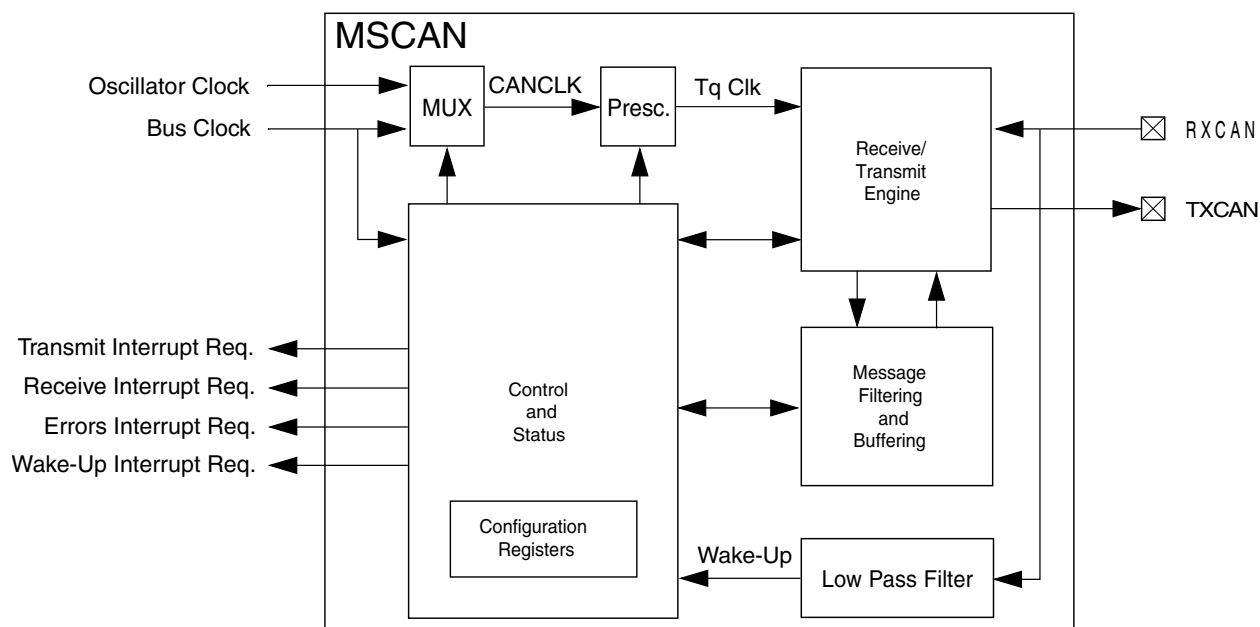 MSCAN
Oscillator Clock
Bus Clock
MUX
CANCLK
Presc.
Tq Clk
Receive/
Transmit
Engine
RXCAN
TXCAN
Transmit Interrupt Req.
Receive Interrupt Req.
Errors Interrupt Req.
Wake-Up Interrupt Req.
Control
and
Status
Message
Filtering
and
Buffering
Configuration
Registers
Wake-Up
Low Pass Filter